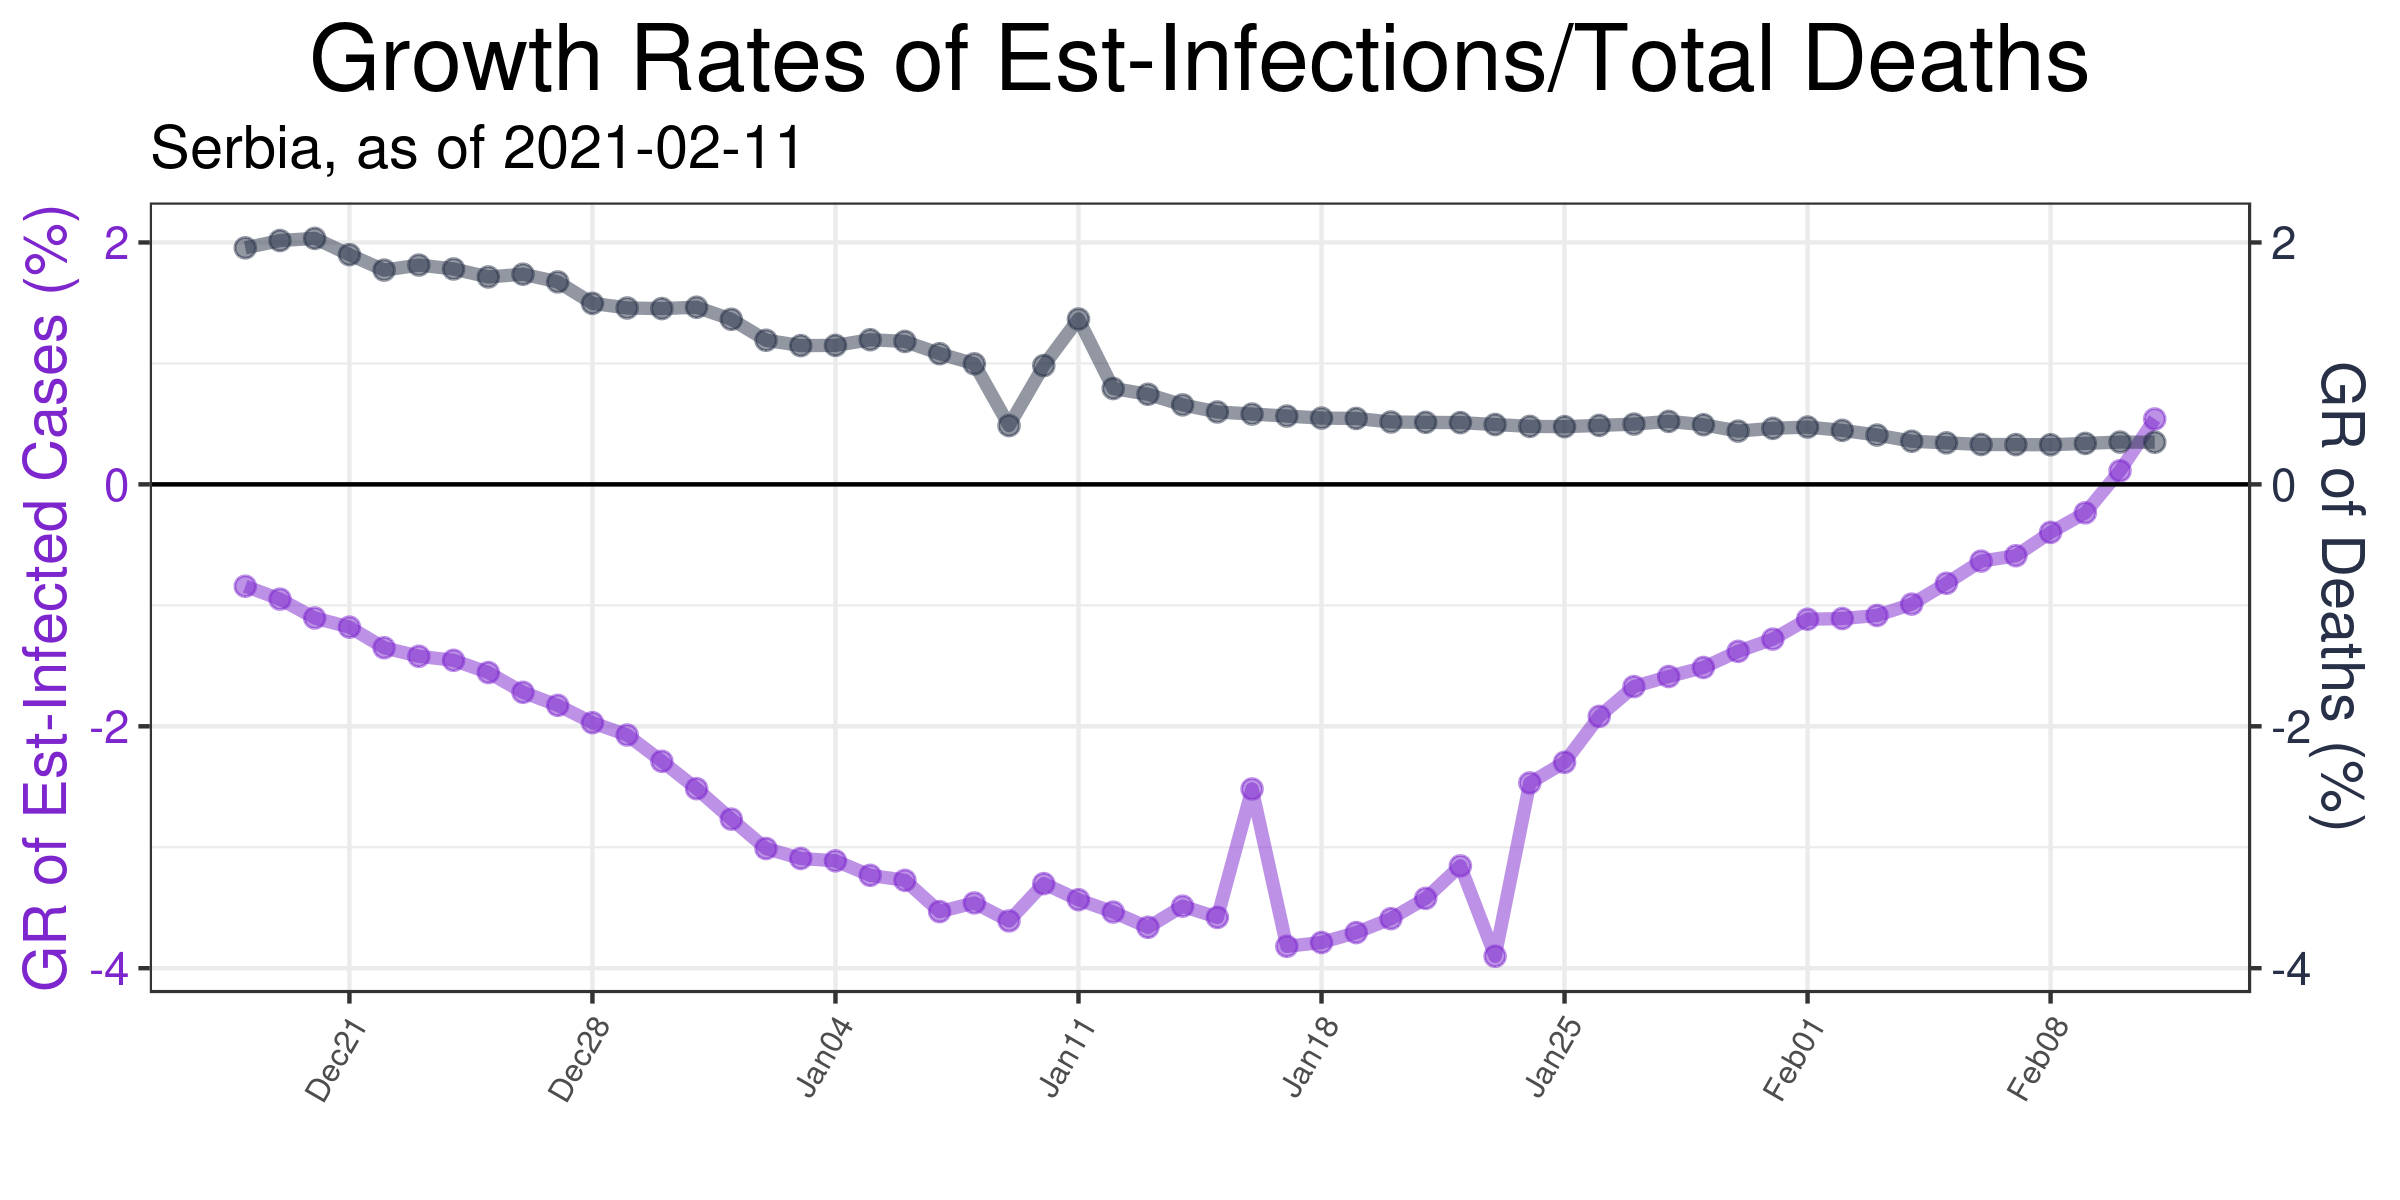 Growth Rates of Est-Infections/Total Deaths
Serbia, as of 2021-02-11
GR of Est-Infected Cases (%)
2
0
-2
-4
2
0
-2
-4
GR of Deaths (%)
Dec21
Dec28
Jan04
Jan11
Jan18
Jan25
Feb01
Feb08